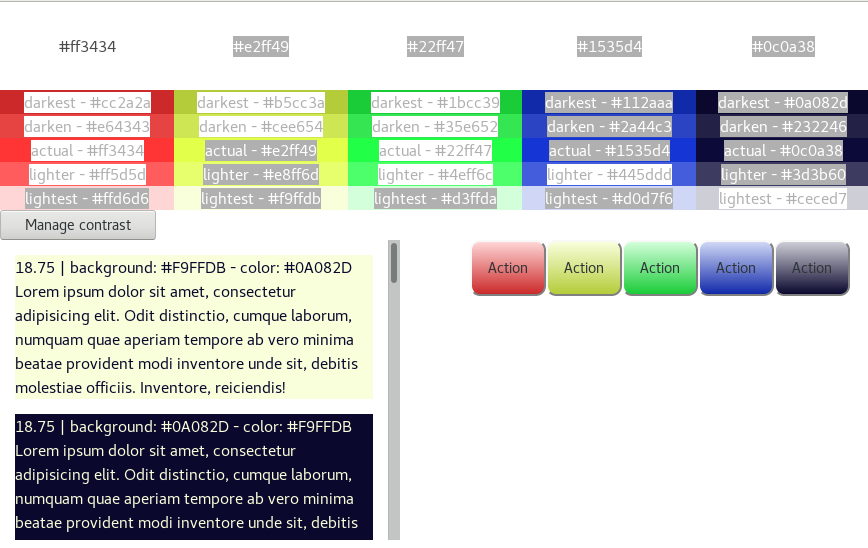 #ff3434 #e2ff49 #22ff47 #1535d4 #0c0a38
darkest - #cc2a2a darkest - #b5cc3a darkest - #1bcc39 darkest - #112aaa darkest - #0a082d
darken - #e64343 darken - #cee654 darken - #35e652 darken - #2a44c3 darken - #232246
actual - #ff3434 actual - #e2ff49 actual - #22ff47 actual - #1535d4 actual - #0c0a38
lighter - #ff5d5d lighter - #e8ff6d lighter - #4eff6c lighter - #445ddd lighter - #3d3b60
lightest - #ffd6d6 lightest - #f9ffdb lightest - #d3ffda lightest - #d0d7f6 lightest - #ceced7
Manage contrast
18.75 | background: #F9FFDB - color: #0A082D
Lorem ipsum dolor sit amet, consectetur
adipisicing elit. Odit distinctio, cumque laborum,
numquam quae aperiam tempore ab vero minima
beatae provident modi inventore unde sit, debitis
molestiae officiis. Inventore, reiciendis!
18.75 | background: #0A082D - color: #F9FFDB
Lorem ipsum dolor sit amet, consectetur
adipisicing elit. Odit distinctio, cumque laborum,
numquam quae aperiam tempore ab vero minima
beatae provident modi inventore unde sit, debitis
Action Action Action Action Action